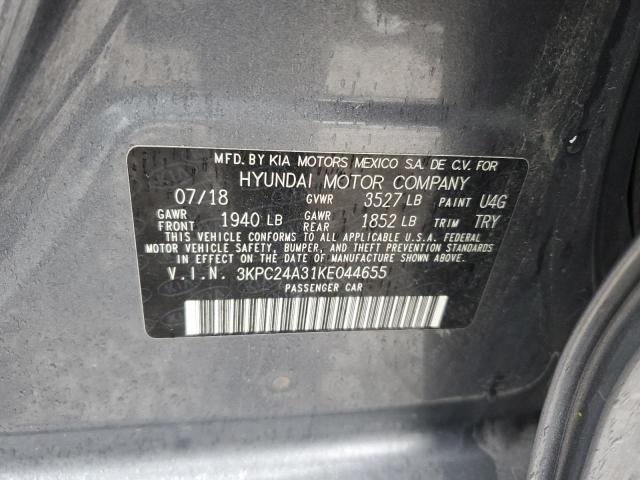 MFD. BY KIA MOTORS MEXICO S.A. DE C.V. FOR
HYUNDAI MOTOR COMPANY
07/18 GVWR 3527 LB PAINT U4G
GAWR FRONT 1940 LB GAWR REAR 1852 LB TRIM TRY
THIS VEHICLE CONFORMS TO ALL APPLICABLE U.S.A. FEDERAL
MOTOR VEHICLE SAFETY, BUMPER, AND THEFT PREVENTION STANDARDS
IN EFFECT ON THE DATE OF MANUFACTURE SHOWN ABOVE.
V.I.N. 3KPC24A31KE044655
PASSENGER CAR